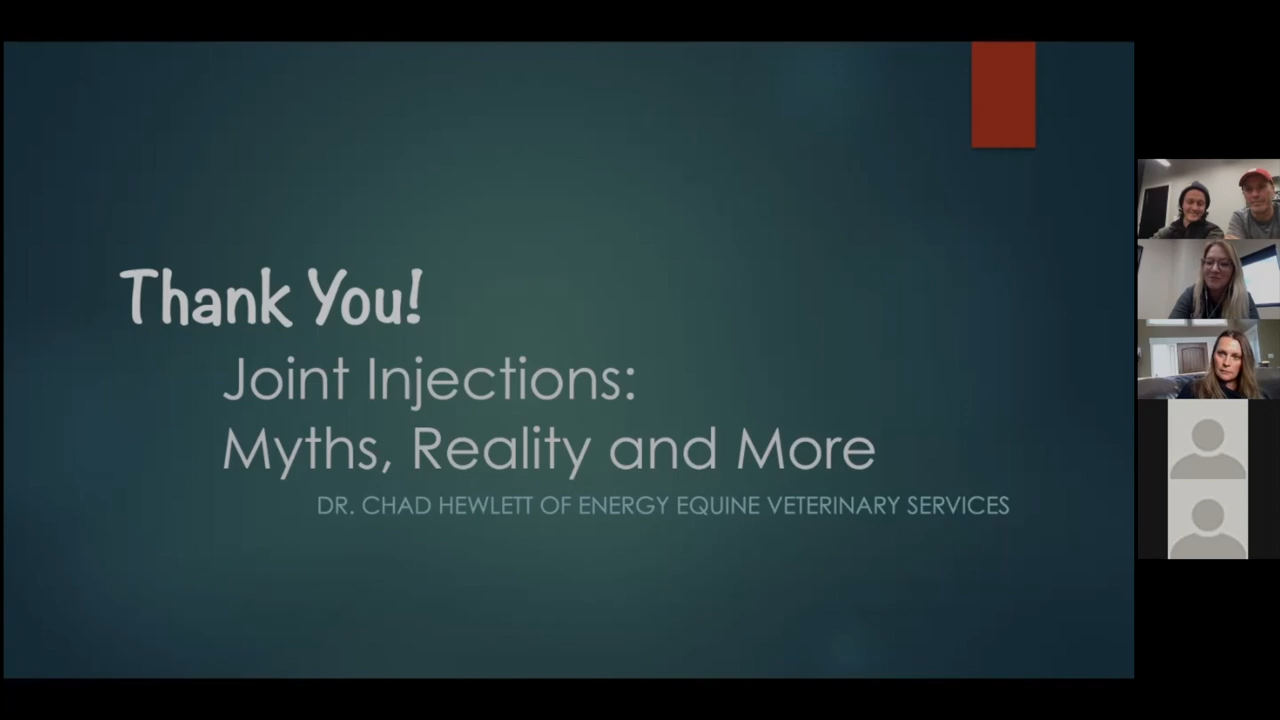 Thank You!
Joint Injections:
Myths, Reality and More
DR. CHAD HEWLETT OF ENERGY EQUINE VETERINARY SERVICES